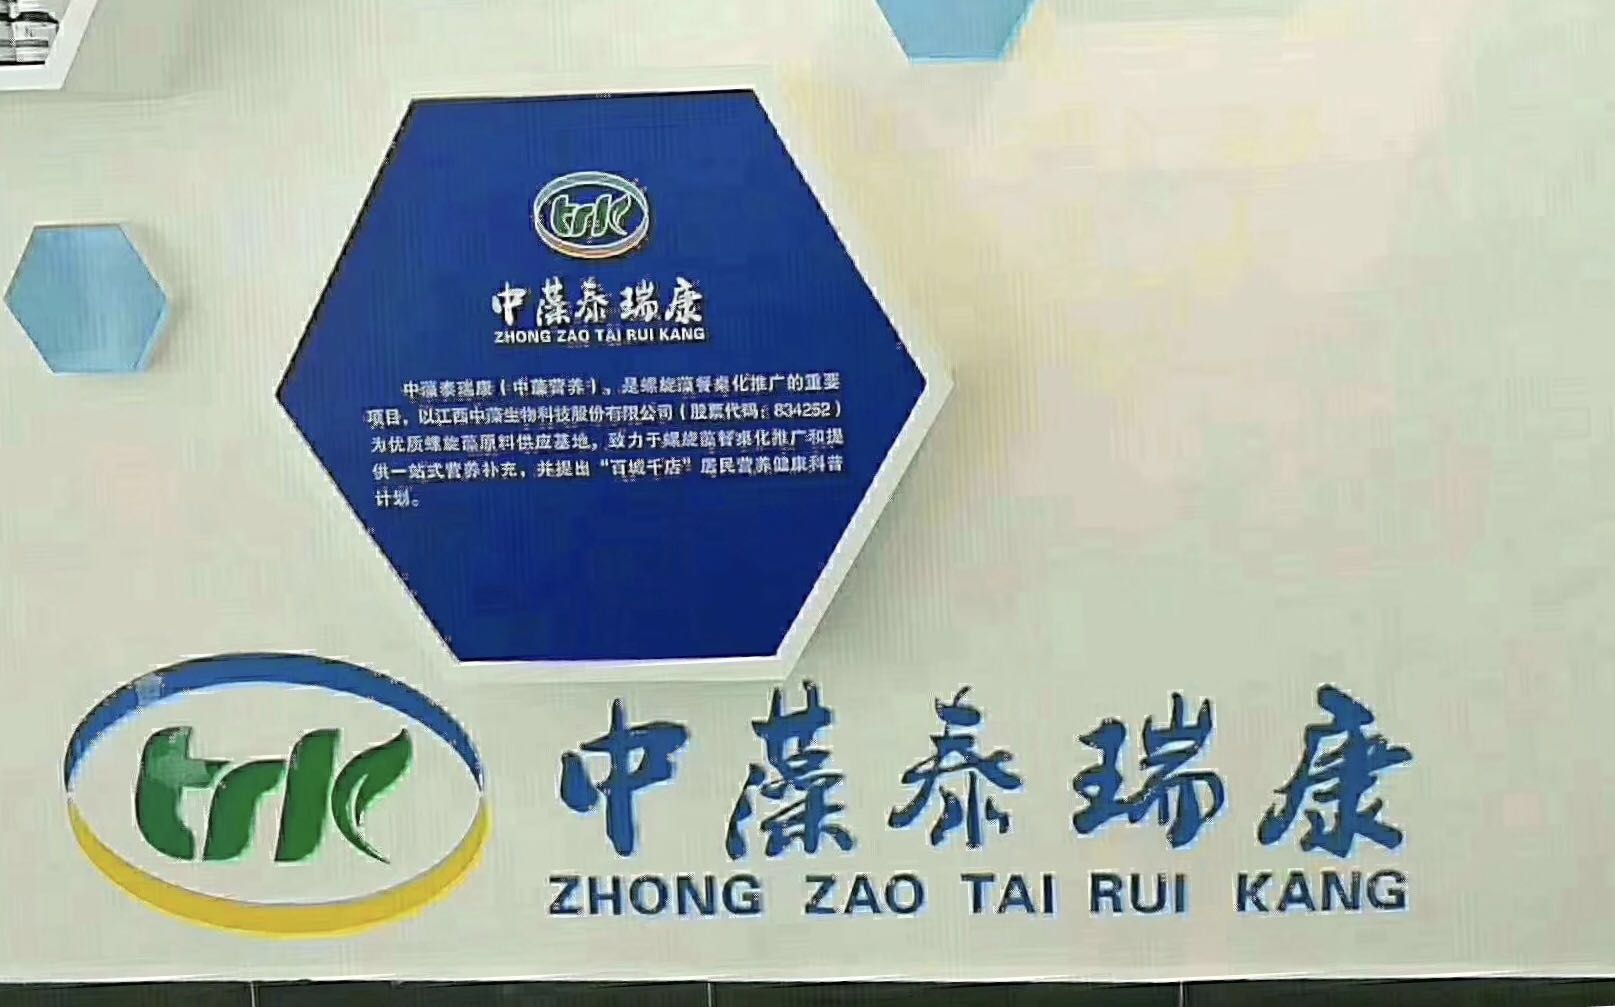 trk
中藻泰瑞康
ZHONG ZAO TAI RUI KANG
中藻泰瑞康（中藻营养）、是螺旋藻餐桌化推广的重要
项目，以江西中藻生物科技股份有限公司（股票代码：834252）
为优质螺旋藻原料供应基地，致力于螺旋藻餐桌化推广和提
供一站式营养补充，并提出“百城千店”居民营养健康科普
计划。
trk
中藻泰瑞康
ZHONG ZAO TAI RUI KANG